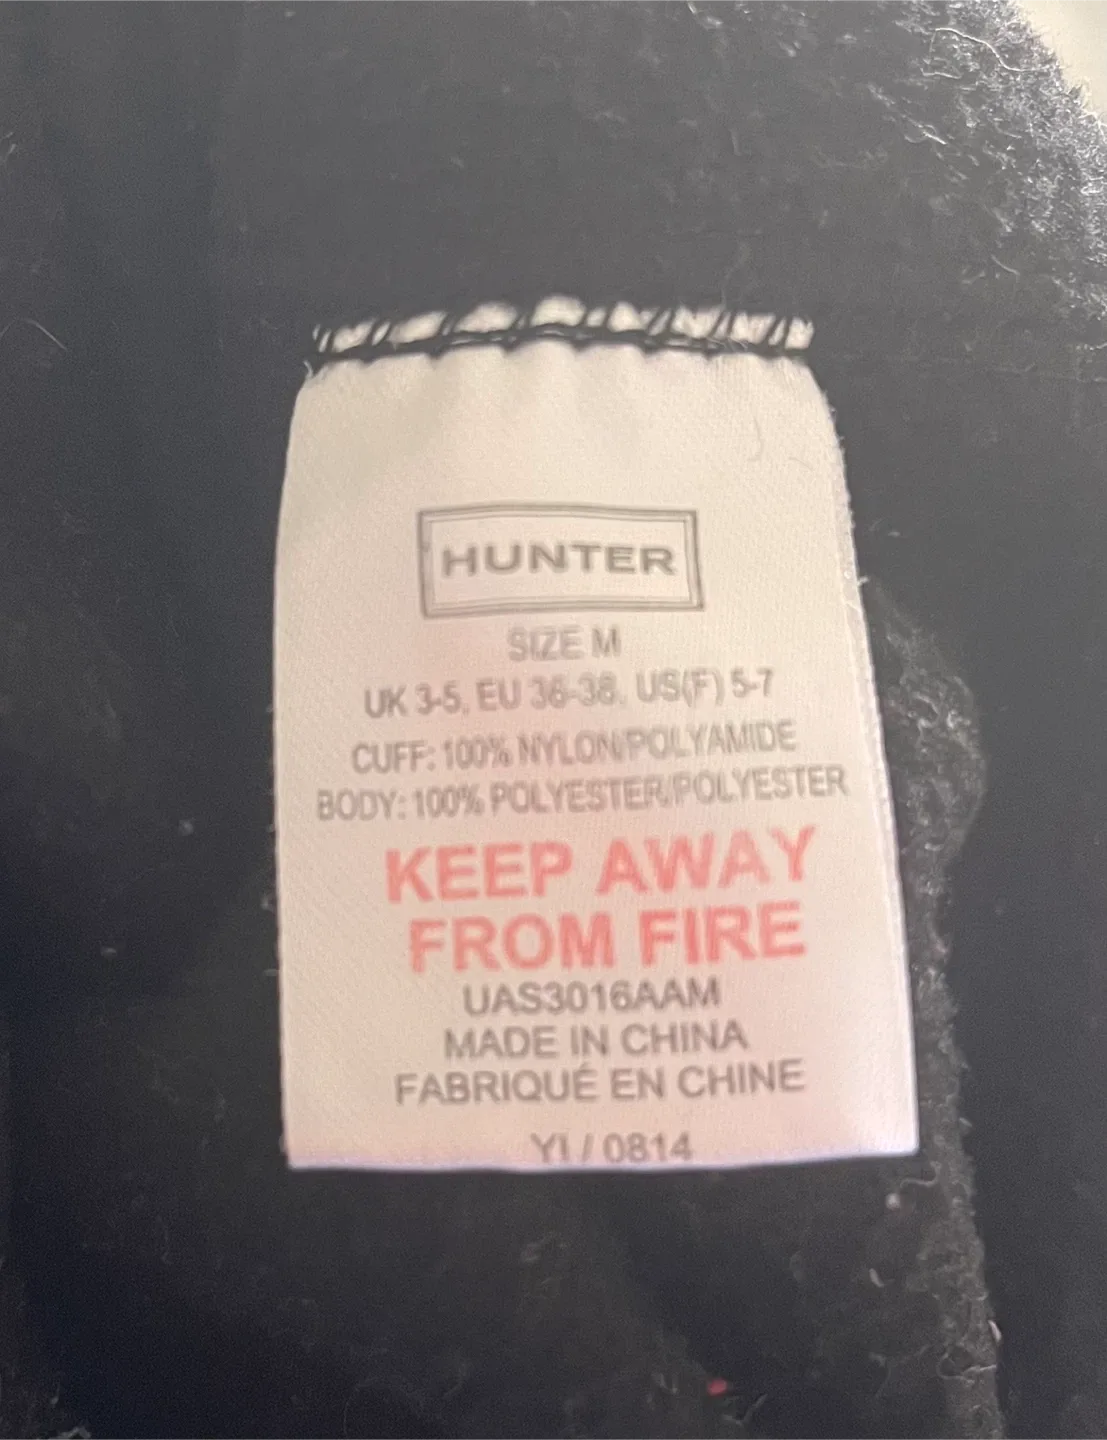 HUNTER
SIZE M
UK 3-5, EU 36-38, US(F) 5-7
CUFF: 100% NYLON/POLYAMIDE
BODY: 100% POLYESTER/POLYESTER
KEEP AWAY
FROM FIRE
UAS3016AAM
MADE IN CHINA
FABRIQUÉ EN CHINE
YI / 0814